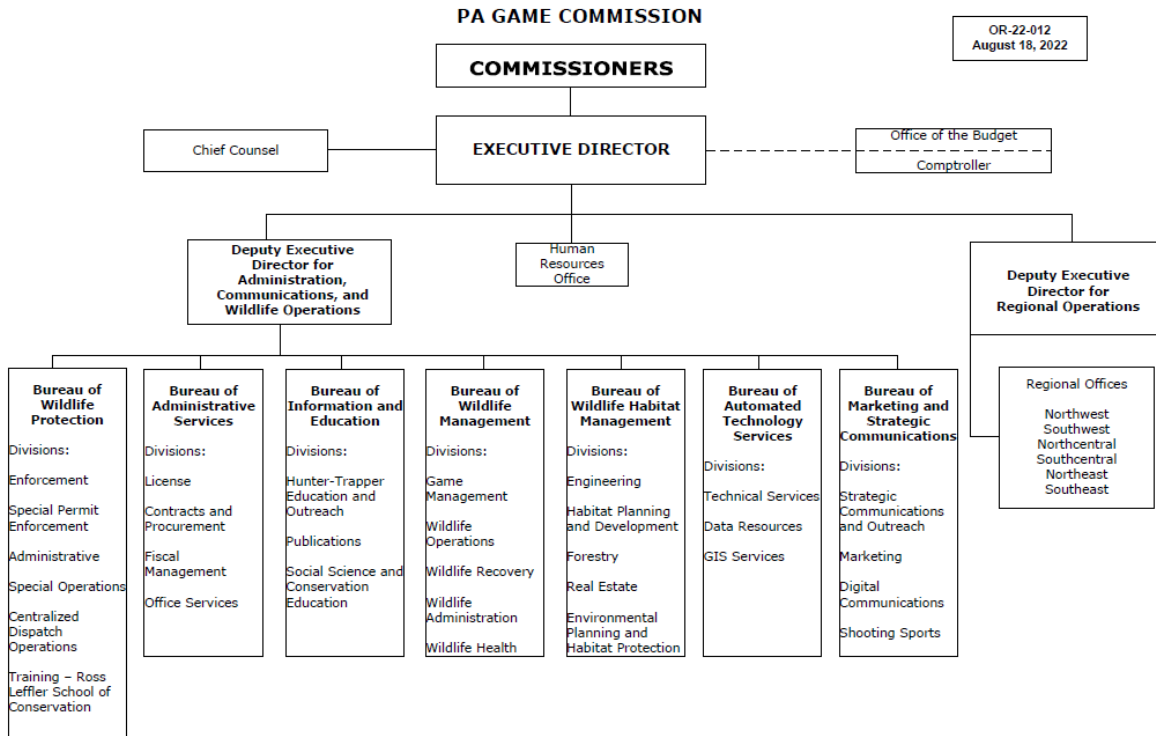 PA GAME COMMISSION
OR-22-012
August 18, 2022
COMMISSIONERS
Chief Counsel
EXECUTIVE DIRECTOR
Office of the Budget
Comptroller
Deputy Executive
Director for
Administration,
Communications, and
Wildlife Operations
Human
Resources
Office
Deputy Executive
Director for
Regional Operations
Bureau of
Wildlife
Protection
Divisions:
Enforcement
Special Permit
Enforcement
Administrative
Special Operations
Centralized
Dispatch
Operations
Training – Ross
Leffler School of
Conservation
Bureau of
Administrative
Services
Divisions:
License
Contracts and
Procurement
Fiscal
Management
Office Services
Bureau of
Information and
Education
Divisions:
Hunter-Trapper
Education and
Outreach
Publications
Social Science and
Conservation
Education
Bureau of
Wildlife
Management
Divisions:
Game
Management
Wildlife
Operations
Wildlife Recovery
Wildlife
Administration
Wildlife Health
Bureau of
Wildlife Habitat
Management
Divisions:
Engineering
Habitat Planning
and Development
Forestry
Real Estate
Environmental
Planning and
Habitat Protection
Bureau of
Automated
Technology
Services
Divisions:
Technical Services
Data Resources
GIS Services
Bureau of
Marketing and
Strategic
Communications
Divisions:
Strategic
Communications
and Outreach
Marketing
Digital
Communications
Shooting Sports
Regional Offices
Northwest
Southwest
Northcentral
Southcentral
Northeast
Southeast